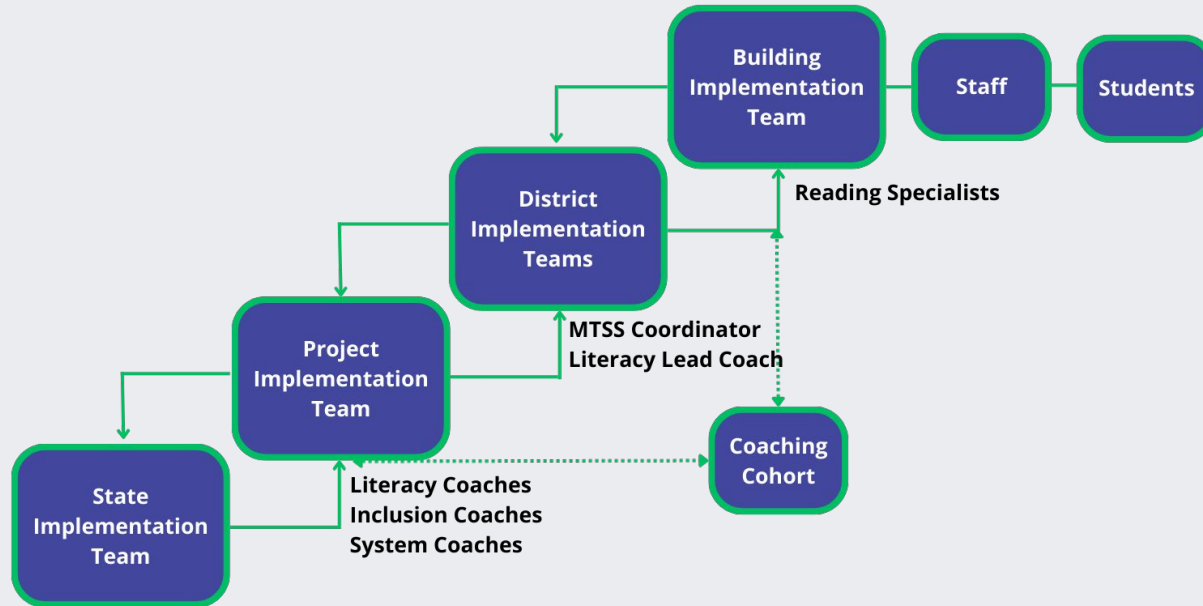 Building
Implementation
Team
Staff
Students
Reading Specialists
District
Implementation
Teams
MTSS Coordinator
Literacy Lead Coach
Project
Implementation
Team
Coaching
Cohort
Literacy Coaches
Inclusion Coaches
System Coaches
State
Implementation
Team